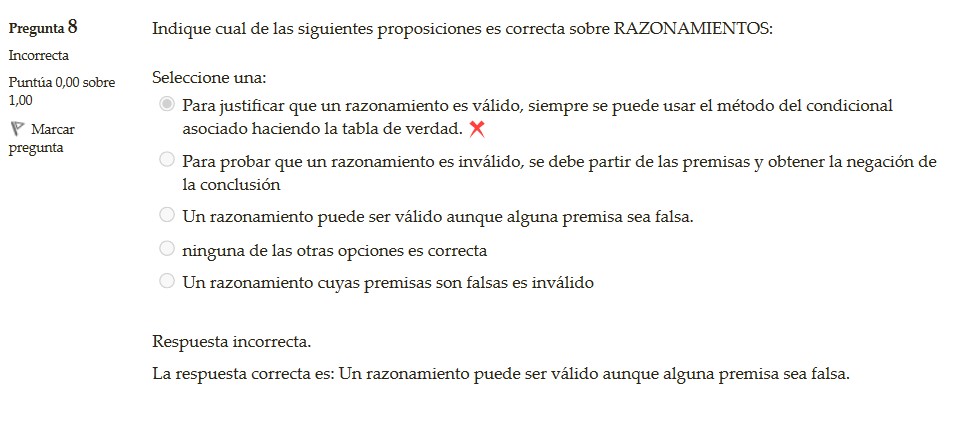 Pregunta 8
Incorrecta
Puntúa 0,00 sobre
1,00
Marcar
pregunta
Indique cual de las siguientes proposiciones es correcta sobre RAZONAMIENTOS:
Seleccione una:
Para justificar que un razonamiento es válido, siempre se puede usar el método del condicional
asociado haciendo la tabla de verdad.
Para probar que un razonamiento es inválido, se debe partir de las premisas y obtener la negación de
la conclusión
Un razonamiento puede ser válido aunque alguna premisa sea falsa.
ninguna de las otras opciones es correcta
Un razonamiento cuyas premisas son falsas es inválido
Respuesta incorrecta.
La respuesta correcta es: Un razonamiento puede ser válido aunque alguna premisa sea falsa.